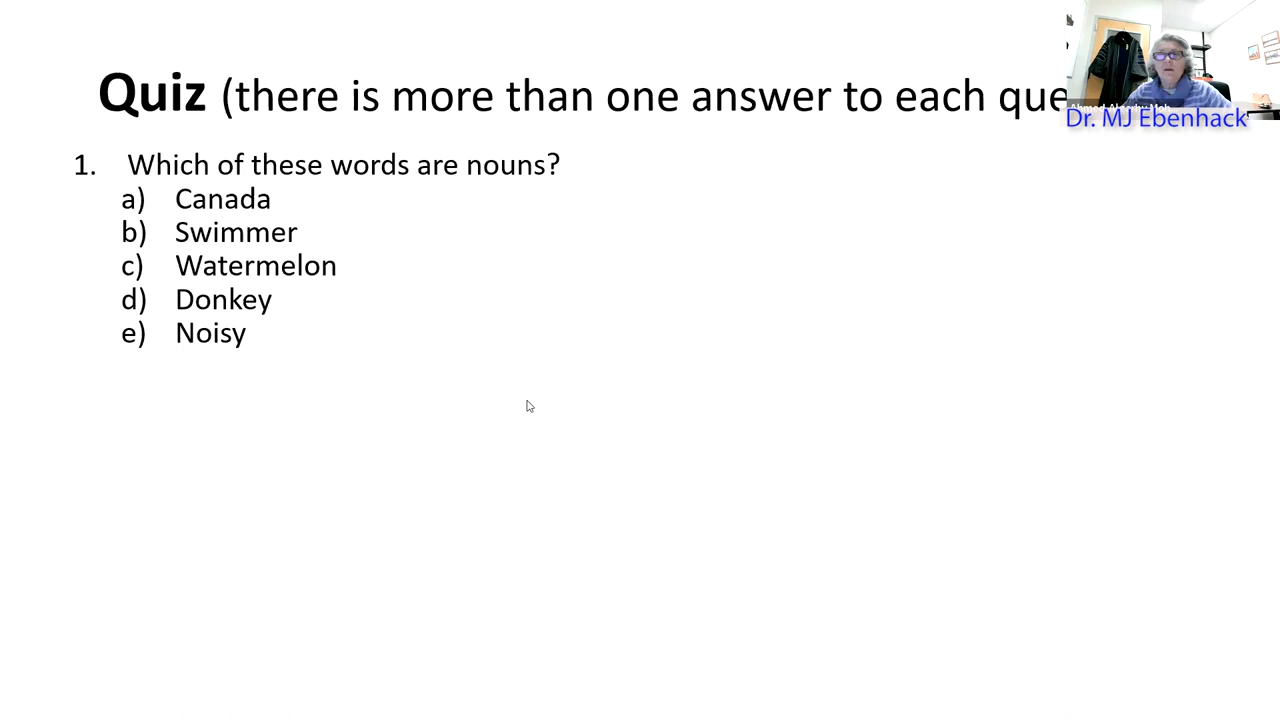 Quiz (there is more than one answer to each que
Dr. MJ Ebenhack
1. Which of these words are nouns?
a) Canada
b) Swimmer
c) Watermelon
d) Donkey
e) Noisy